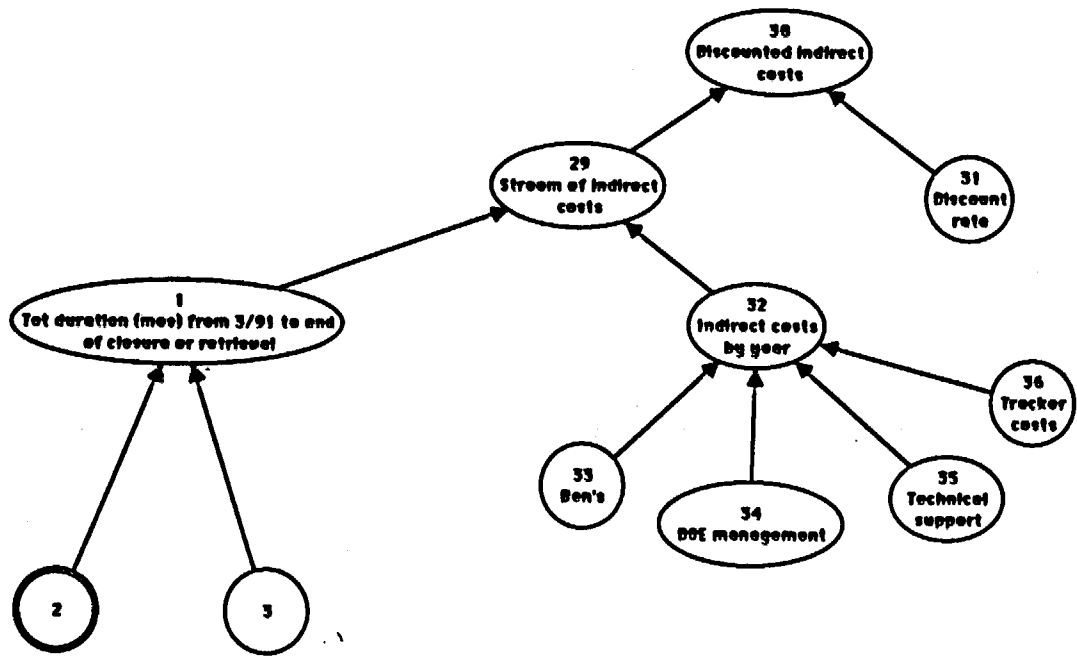 30
Discounted indirect
costs
29
Stream of indirect
costs
31
Discount
rate
1
Tot duration (mos) from 3/91 to end
of closure or retrieval
32
Indirect costs
by year
36
Tracker
costs
33
Ben's
34
DOE management
35
Technical
support
2
3